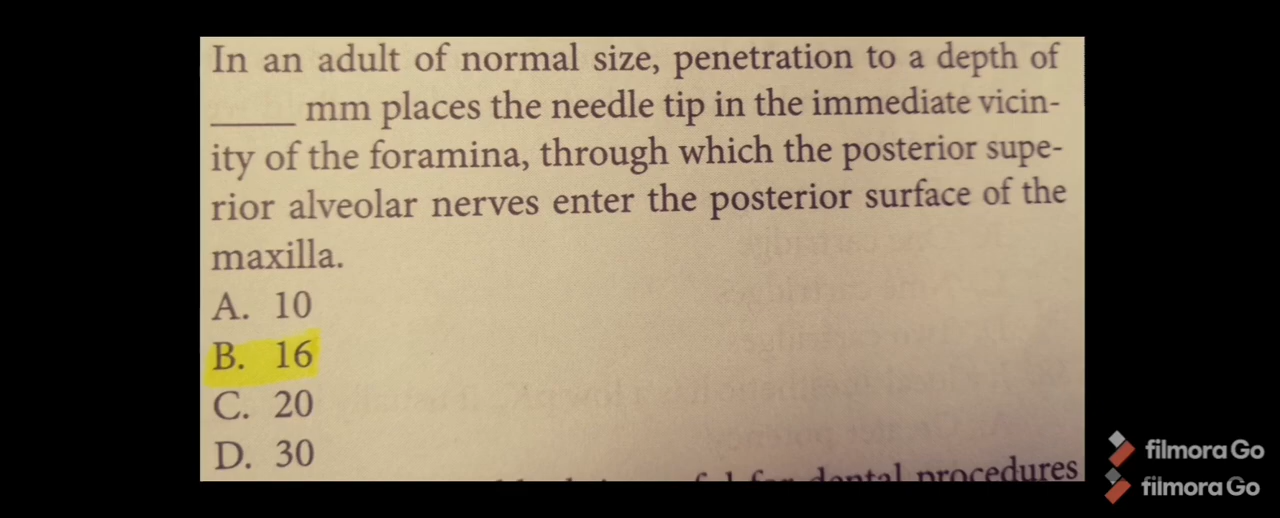 In an adult of normal size, penetration to a depth of
____ mm places the needle tip in the immediate vicin-
ity of the foramina, through which the posterior supe-
rior alveolar nerves enter the posterior surface of the
maxilla.
A. 10
B. 16
C. 20
D. 30
dental procedures
filmora Go
filmora Go